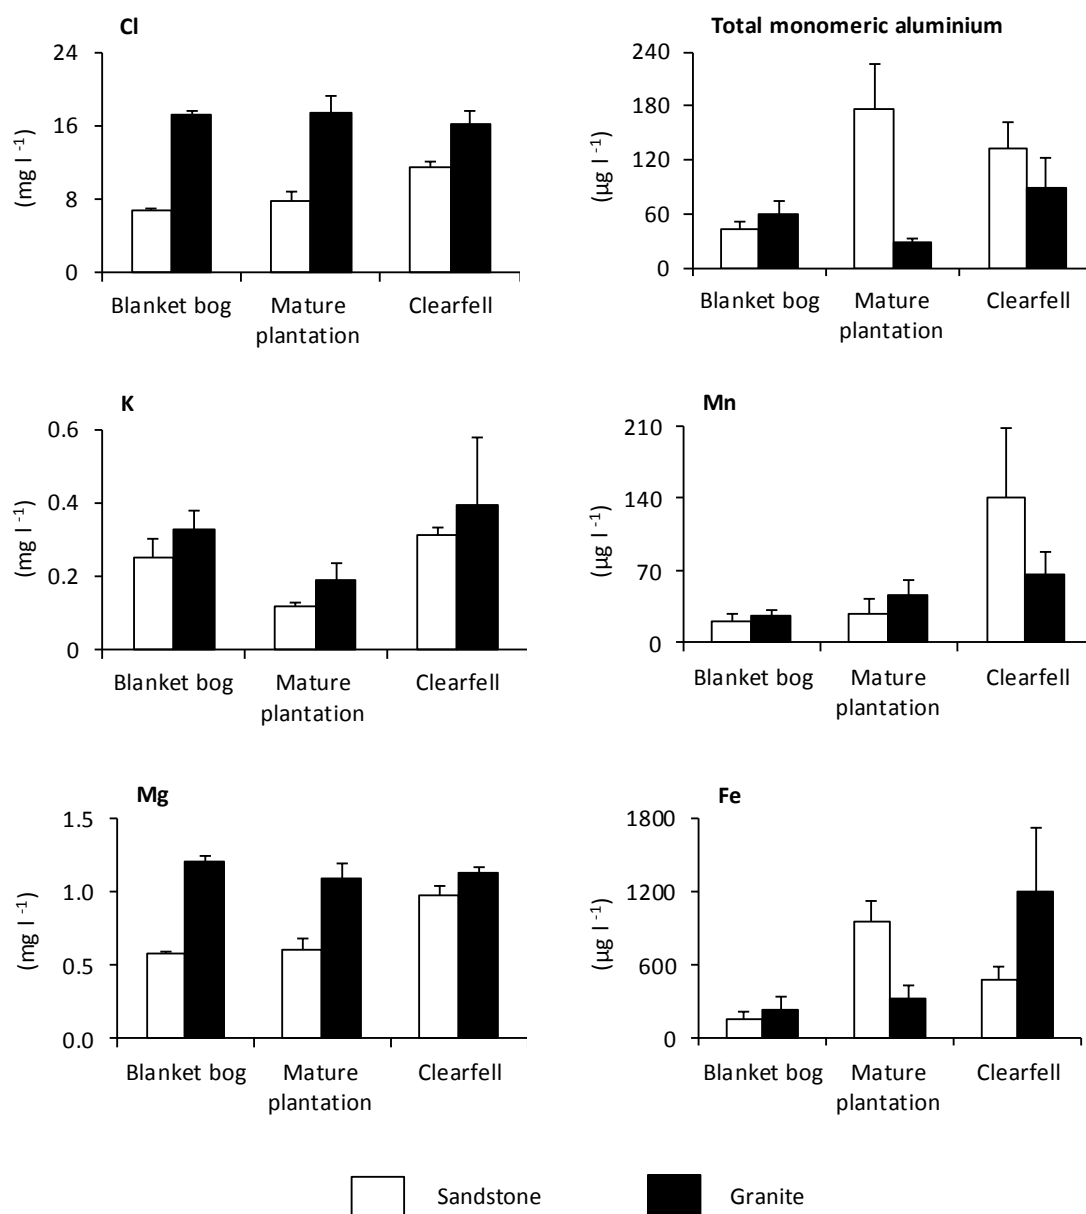 Cl
24
16
8
0
(mg l -1)
Blanket bog
Mature
plantation
Clearfell
Total monomeric aluminium
240
180
120
60
0
(µg l -1)
Blanket bog
Mature
plantation
Clearfell
K
0.6
0.4
0.2
0
(mg l -1)
Blanket bog
Mature
plantation
Clearfell
Mn
210
140
70
0
(µg l -1)
Blanket bog
Mature
plantation
Clearfell
Mg
1.5
1.0
0.5
0.0
(mg l -1)
Blanket bog
Mature
plantation
Clearfell
Fe
1800
1200
600
0
(µg l -1)
Blanket bog
Mature
plantation
Clearfell
Sandstone
Granite